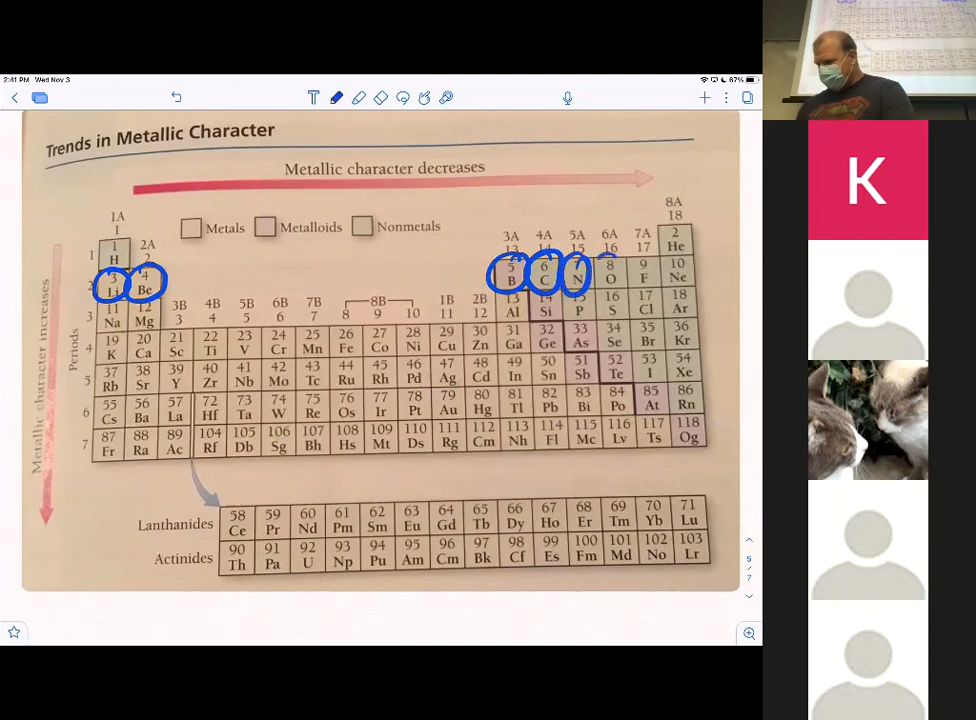 2:41 PM Wed Nov 3
67%
Trends in Metallic Character
Metallic character decreases
Metallic character increases
Metals Metalloids Nonmetals
1A 8A
1 18
2A 3A 4A 5A 6A 7A
2 13 14 15 16 17
3B 4B 5B 6B 7B 8B 1B 2B
3 4 5 6 7 8 9 10 11 12
Periods
1 1 2
H He
2 3 4 5 6 7 8 9 10
Li Be B C N O F Ne
3 11 12 13 14 15 16 17 18
Na Mg Al Si P S Cl Ar
4 19 20 21 22 23 24 25 26 27 28 29 30 31 32 33 34 35 36
K Ca Sc Ti V Cr Mn Fe Co Ni Cu Zn Ga Ge As Se Br Kr
5 37 38 39 40 41 42 43 44 45 46 47 48 49 50 51 52 53 54
Rb Sr Y Zr Nb Mo Tc Ru Rh Pd Ag Cd In Sn Sb Te I Xe
6 55 56 57 72 73 74 75 76 77 78 79 80 81 82 83 84 85 86
Cs Ba La Hf Ta W Re Os Ir Pt Au Hg Tl Pb Bi Po At Rn
7 87 88 89 104 105 106 107 108 109 110 111 112 113 114 115 116 117 118
Fr Ra Ac Rf Db Sg Bh Hs Mt Ds Rg Cm Nh Fl Mc Lv Ts Og
Lanthanides
58 59 60 61 62 63 64 65 66 67 68 69 70 71
Ce Pr Nd Pm Sm Eu Gd Tb Dy Ho Er Tm Yb Lu
Actinides
90 91 92 93 94 95 96 97 98 99 100 101 102 103
Th Pa U Np Pu Am Cm Bk Cf Es Fm Md No Lr
5
/
7
K